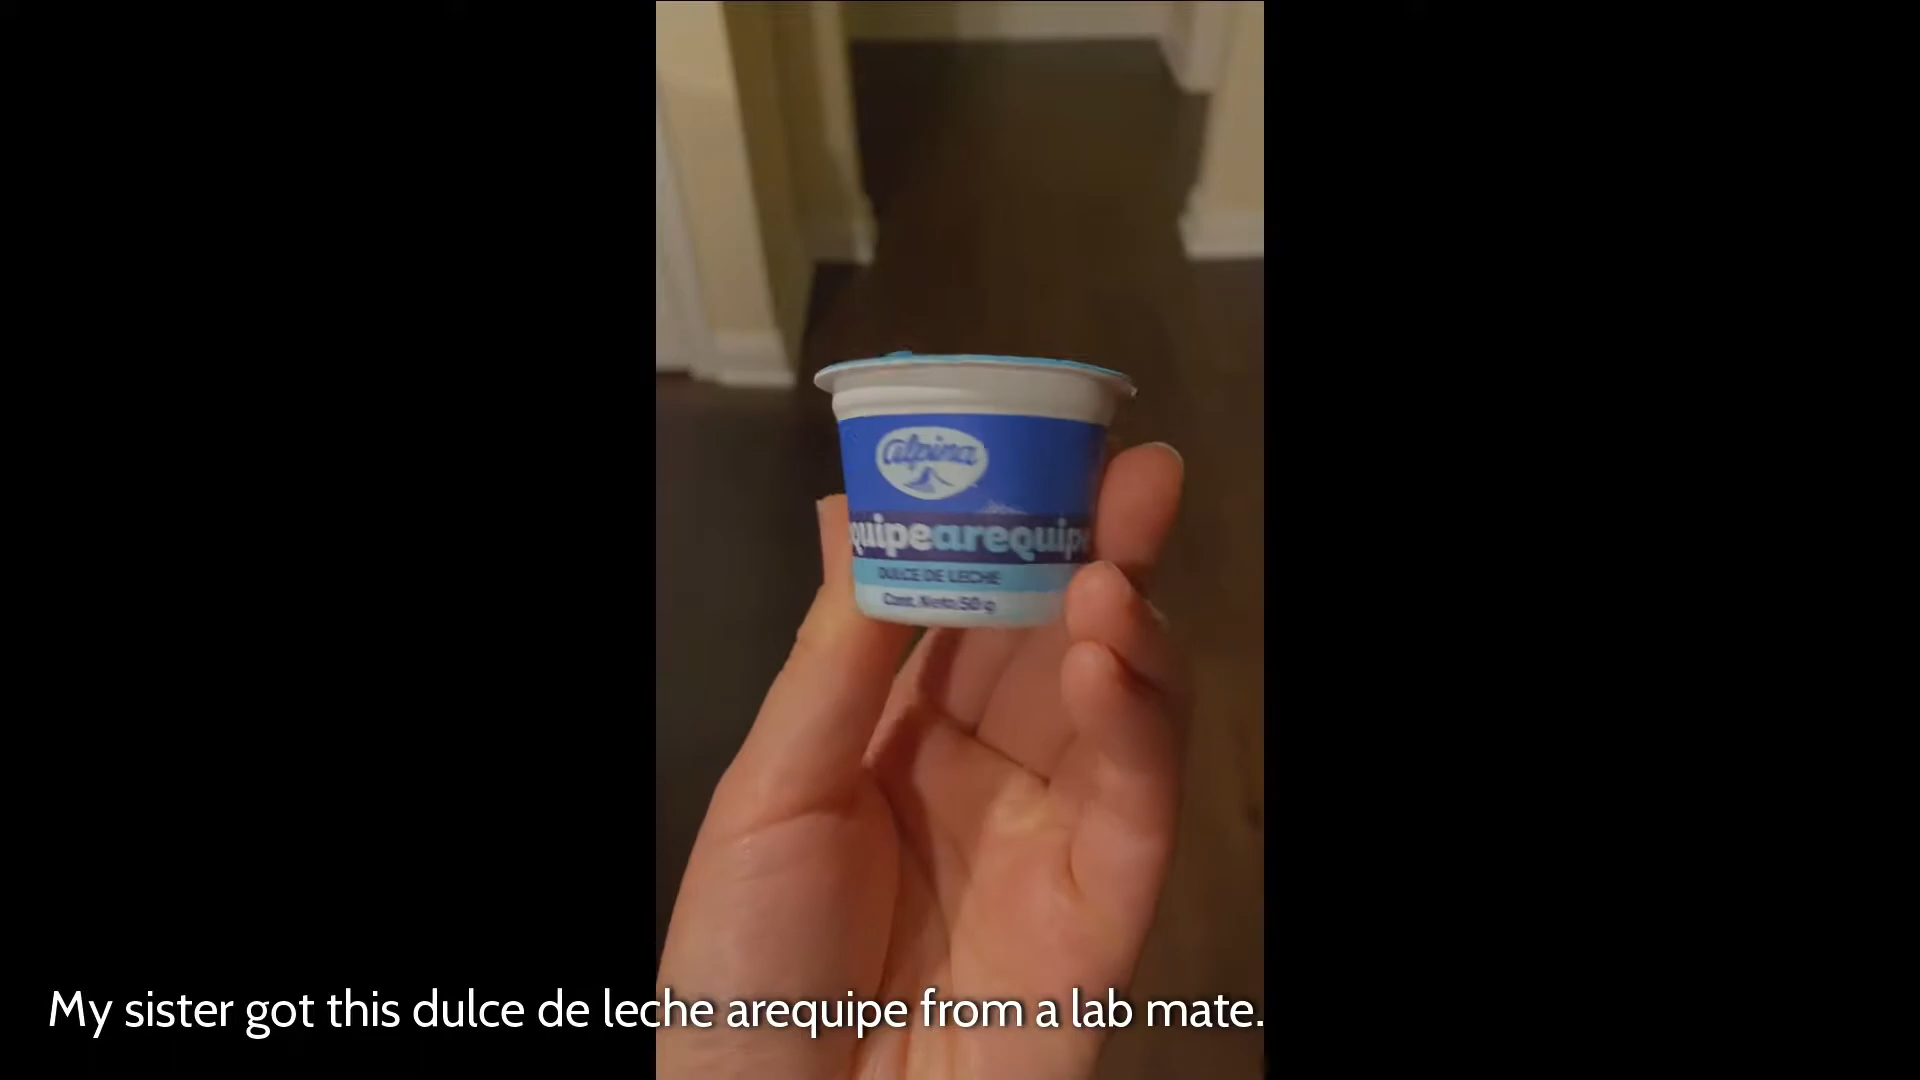 alpina
quipearequipe
DULCE DE LECHE
Cont. Neto 50 g
My sister got this dulce de leche arequipe from a lab mate.